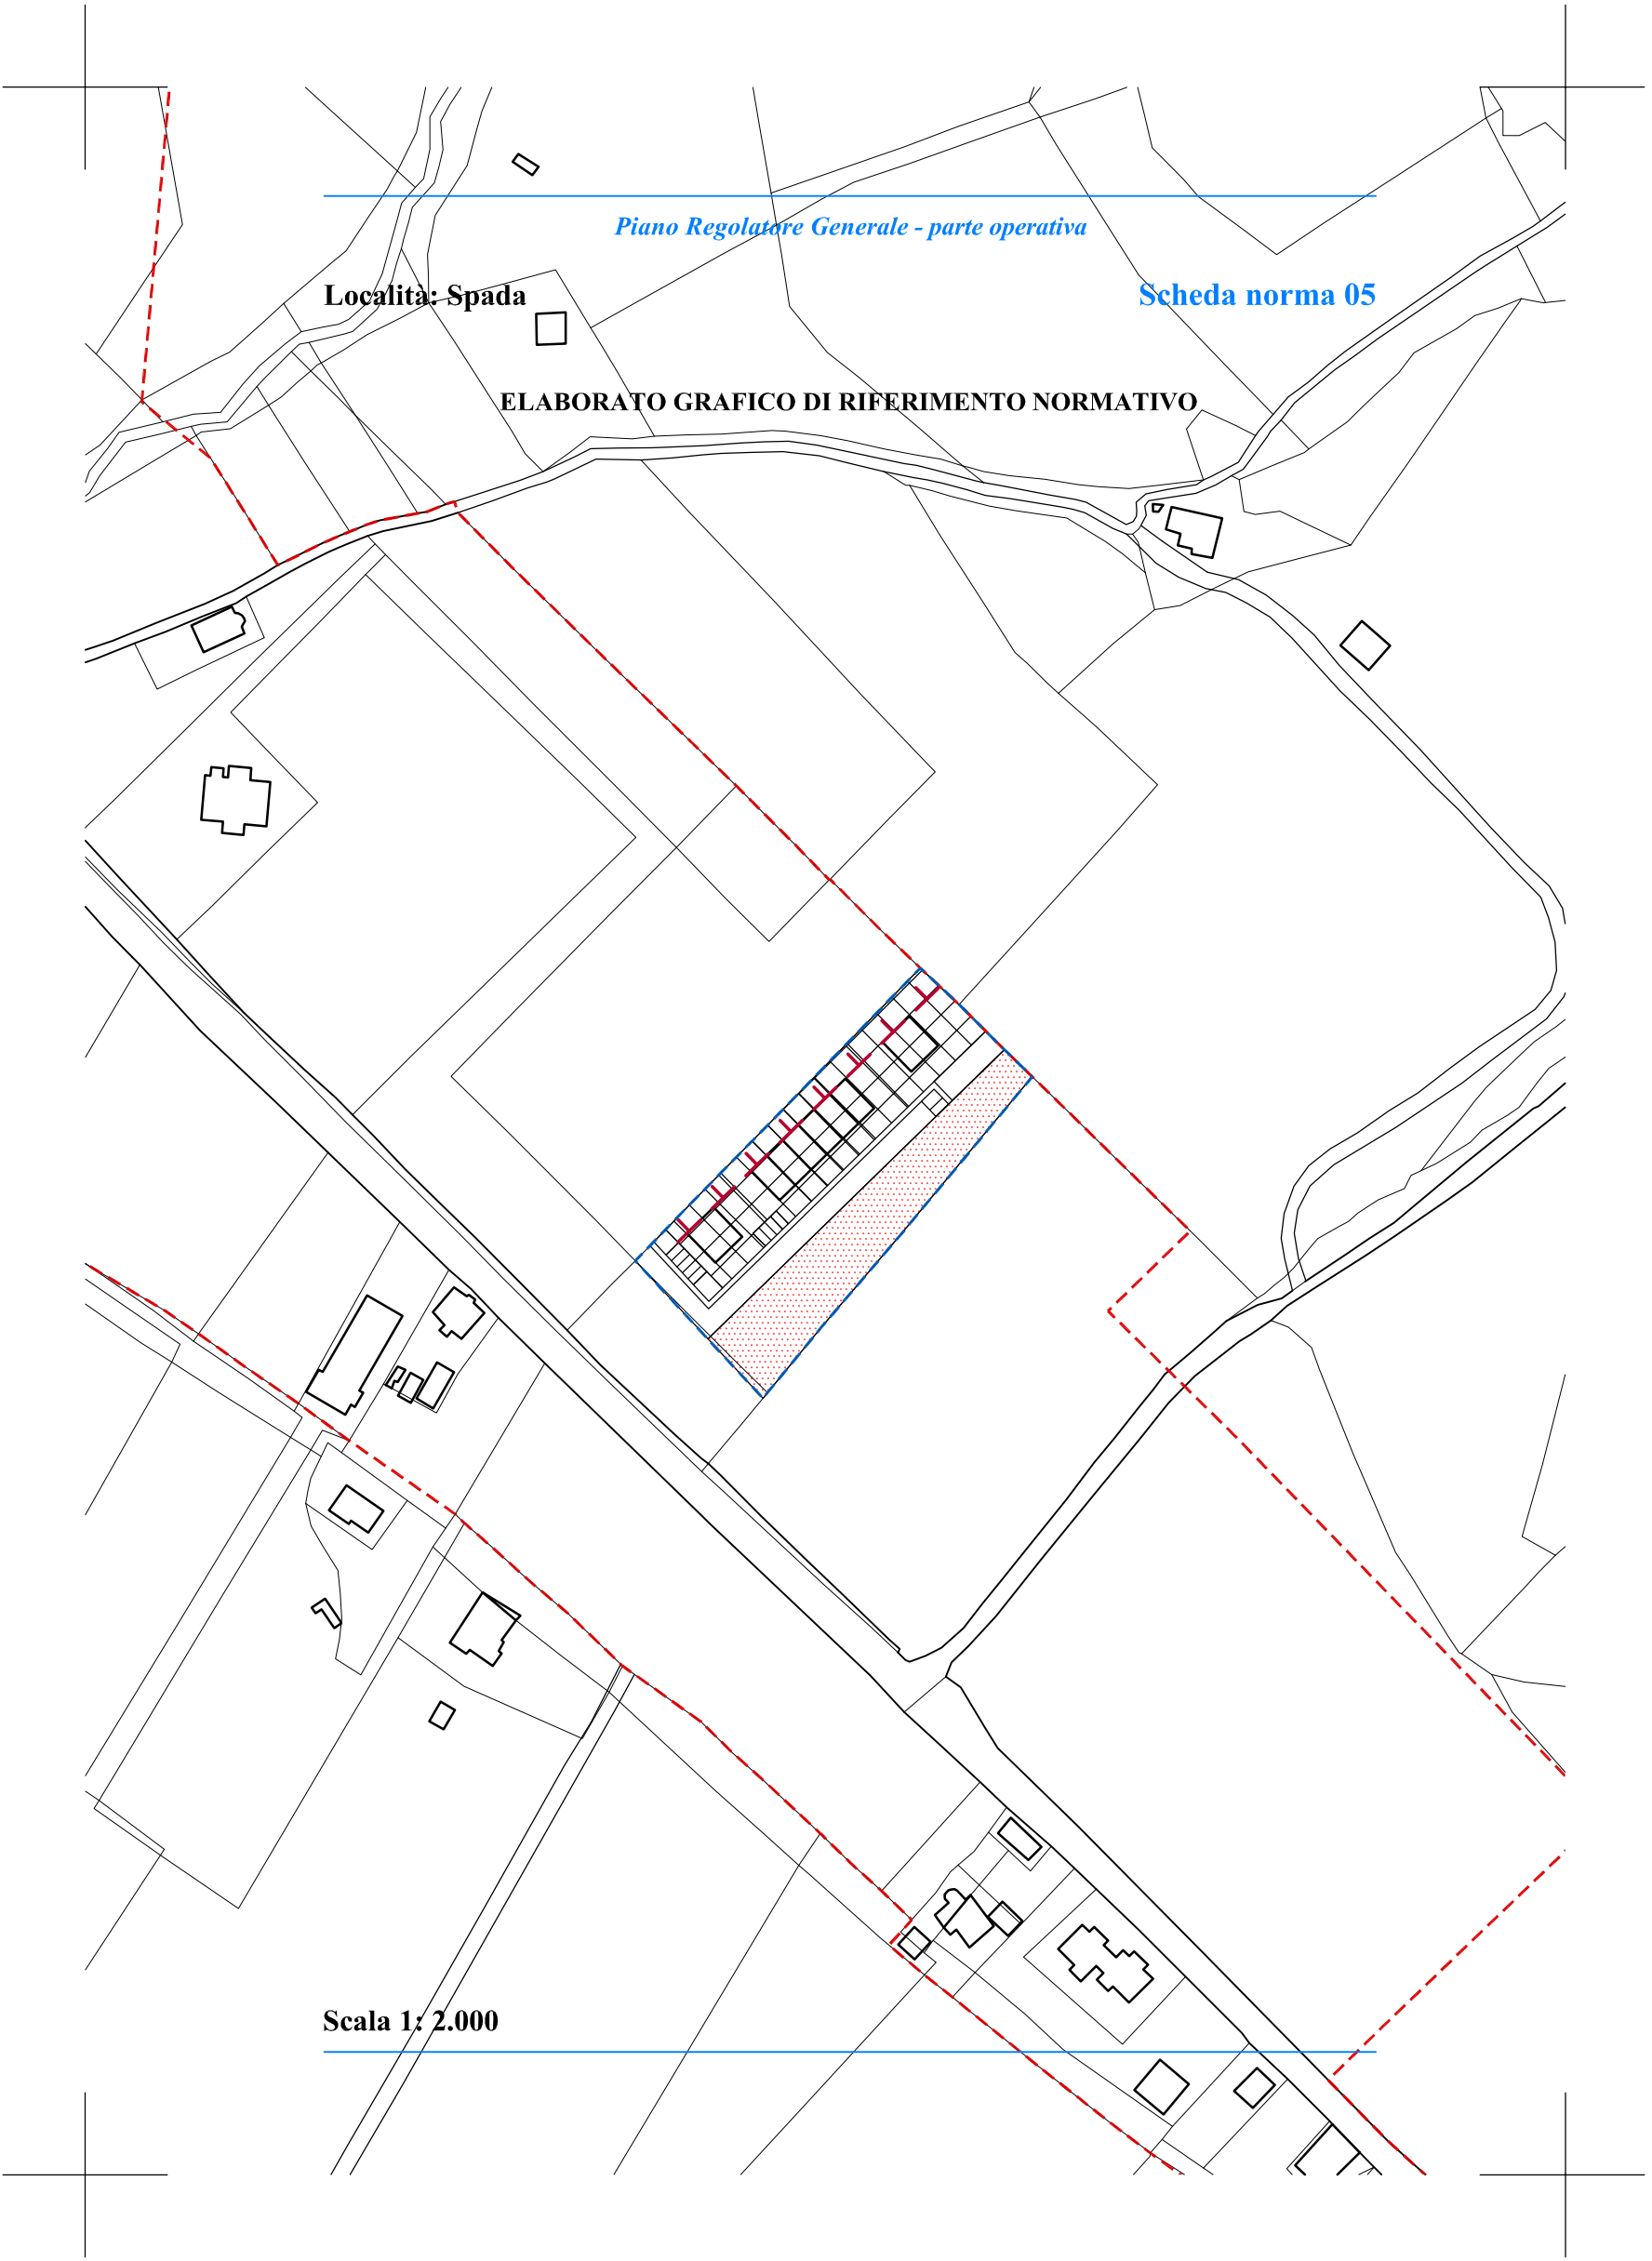 Piano Regolatore Generale - parte operativa
Località: Spada
Scheda norma 05
ELABORATO GRAFICO DI RIFERIMENTO NORMATIVO
Scala 1: 2.000